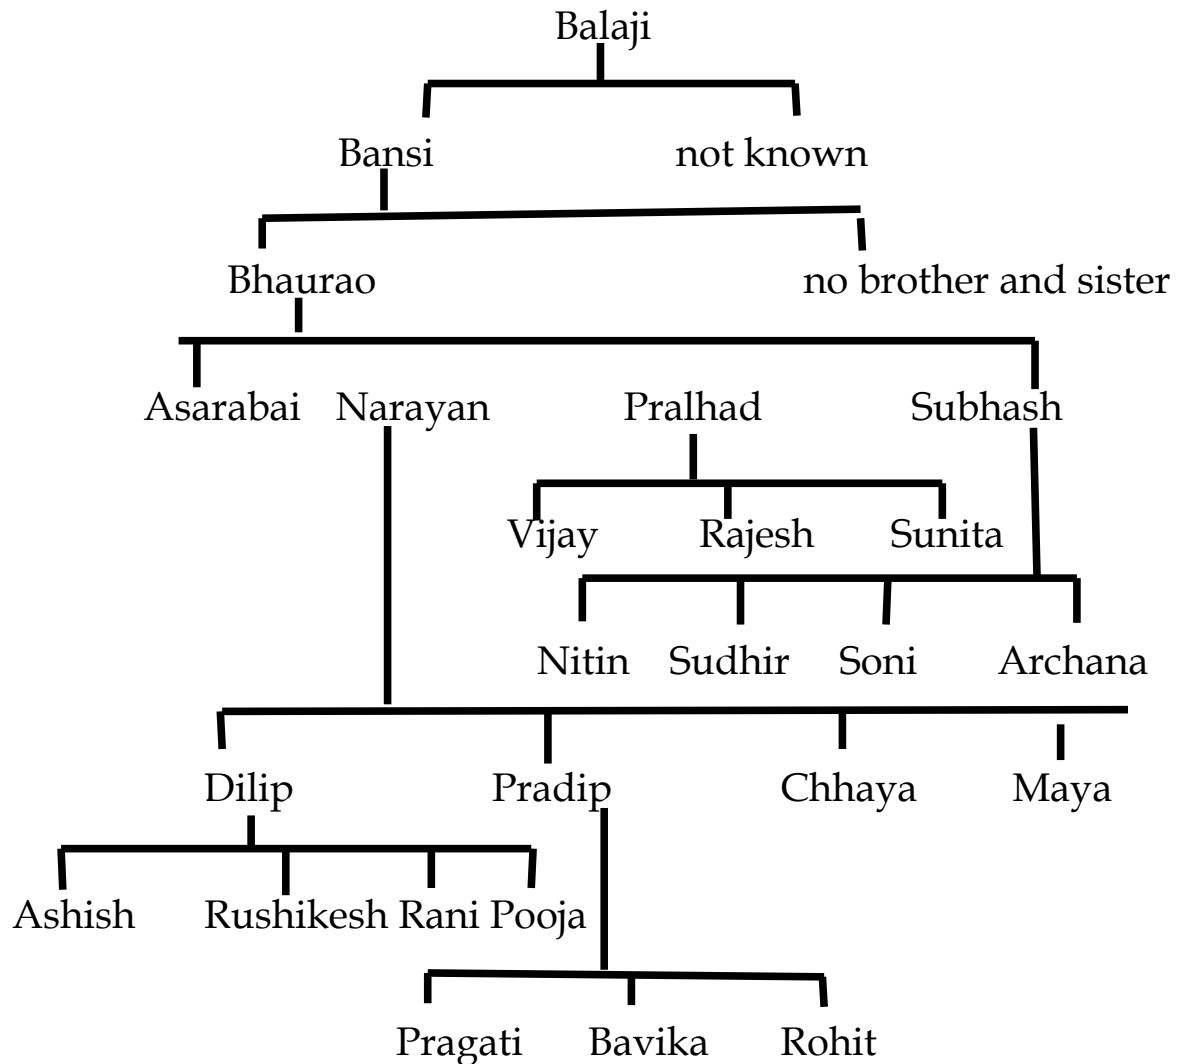 Balaji
Bansi not known
Bhaurao no brother and sister
Asarabai Narayan Pralhad Subhash
Vijay Rajesh Sunita
Nitin Sudhir Soni Archana
Dilip Pradip Chhaya Maya
Ashish Rushikesh Rani Pooja
Pragati Bavika Rohit